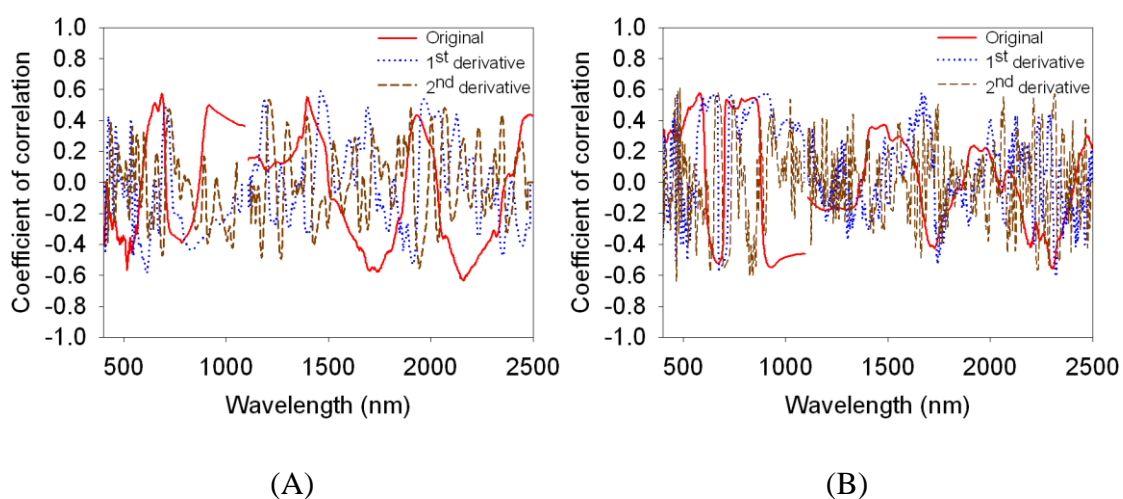 1.0
0.8
0.6
0.4
0.2
0.0
-0.2
-0.4
-0.6
-0.8
-1.0
Coefficient of correlation
Original
1st derivative
2nd derivative
500 1000 1500 2000 2500
Wavelength (nm)
(A)
1.0
0.8
0.6
0.4
0.2
0.0
-0.2
-0.4
-0.6
-0.8
-1.0
Coefficient of correlation
Original
1st derivative
2nd derivative
500 1000 1500 2000 2500
Wavelength (nm)
(B)